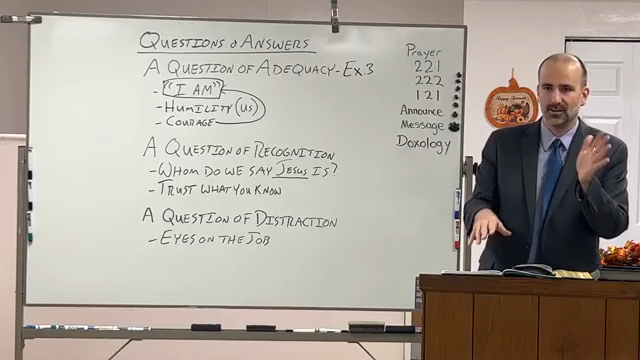 QUESTIONS & ANSWERS
A QUESTION OF ADEQUACY - EX.3
- "I AM"
- HUMILITY (US)
- COURAGE
A QUESTION OF RECOGNITION
- WHOM DO WE SAY JESUS IS?
- TRUST WHAT YOU KNOW
A QUESTION OF DISTRACTION
- EYES ON THE JOB
Prayer
221
222
121
Announce
Message
Doxology